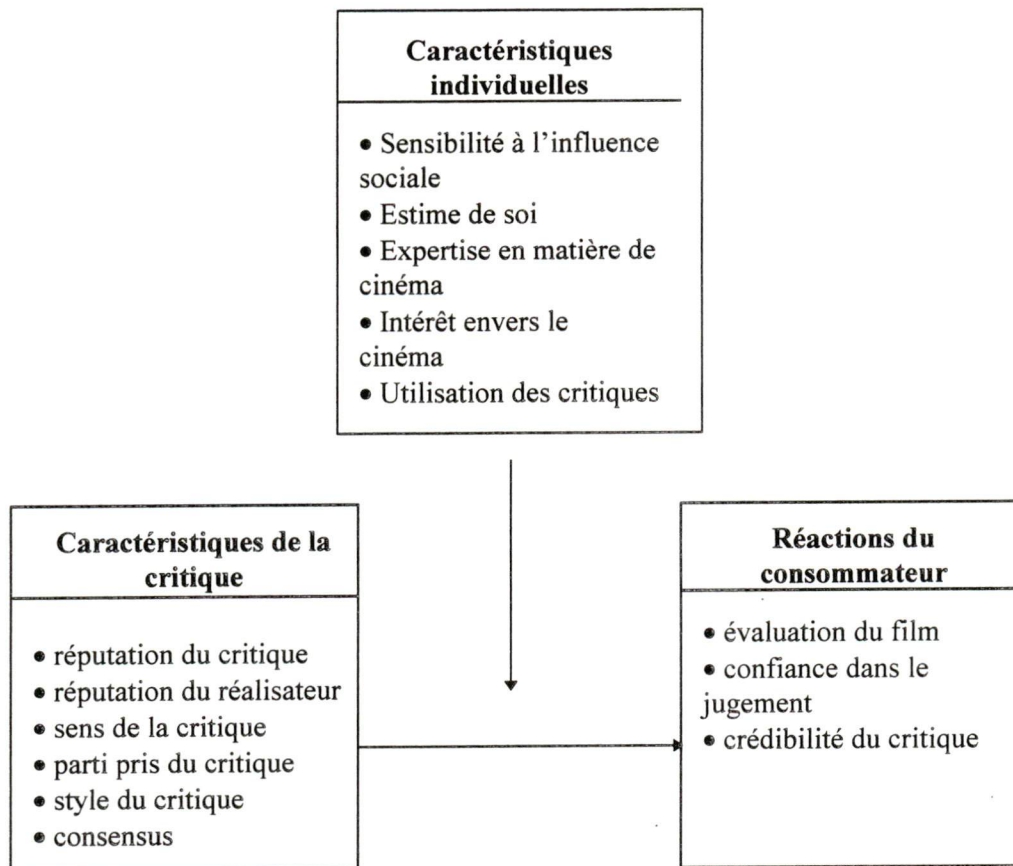 Caractéristiques
individuelles
• Sensibilité à l’influence
sociale
• Estime de soi
• Expertise en matière de
cinéma
• Intérêt envers le
cinéma
• Utilisation des critiques
Caractéristiques de la
critique
• réputation du critique
• réputation du réalisateur
• sens de la critique
• parti pris du critique
• style du critique
• consensus
Réactions du
consommateur
• évaluation du film
• confiance dans le
jugement
• crédibilité du critique